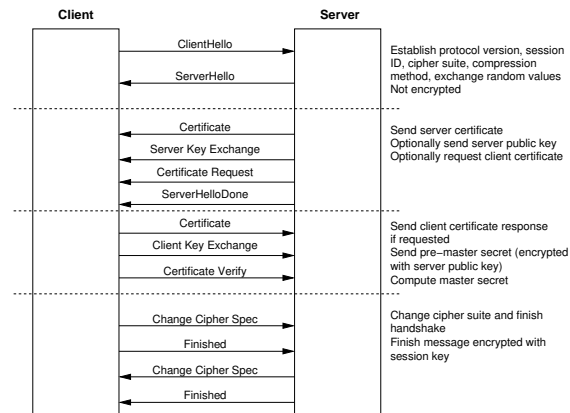 Client
Server
ClientHello
ServerHello
Establish protocol version, session
ID, cipher suite, compression
method, exchange random values
Not encrypted
Certificate
Server Key Exchange
Certificate Request
ServerHelloDone
Send server certificate
Optionally send server public key
Optionally request client certificate
Certificate
Client Key Exchange
Certificate Verify
Send client certificate response
if requested
Send pre−master secret (encrypted
with server public key)
Compute master secret
Change Cipher Spec
Finished
Change Cipher Spec
Finished
Change cipher suite and finish
handshake
Finish message encrypted with
session key